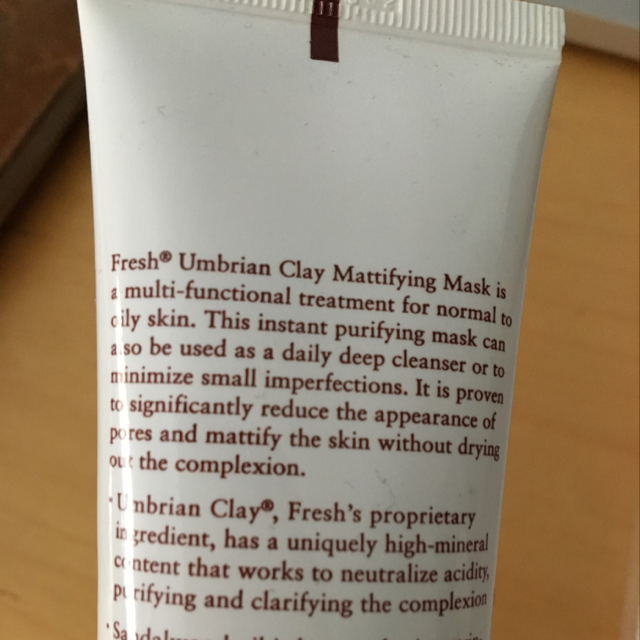 Fresh® Umbrian Clay Mattifying Mask is
a multi-functional treatment for normal to
oily skin. This instant purifying mask can
also be used as a daily deep cleanser or to
minimize small imperfections. It is proven
to significantly reduce the appearance of
pores and mattify the skin without drying
out the complexion.
· Umbrian Clay®, Fresh's proprietary
ingredient, has a uniquely high-mineral
content that works to neutralize acidity,
purifying and clarifying the complexion